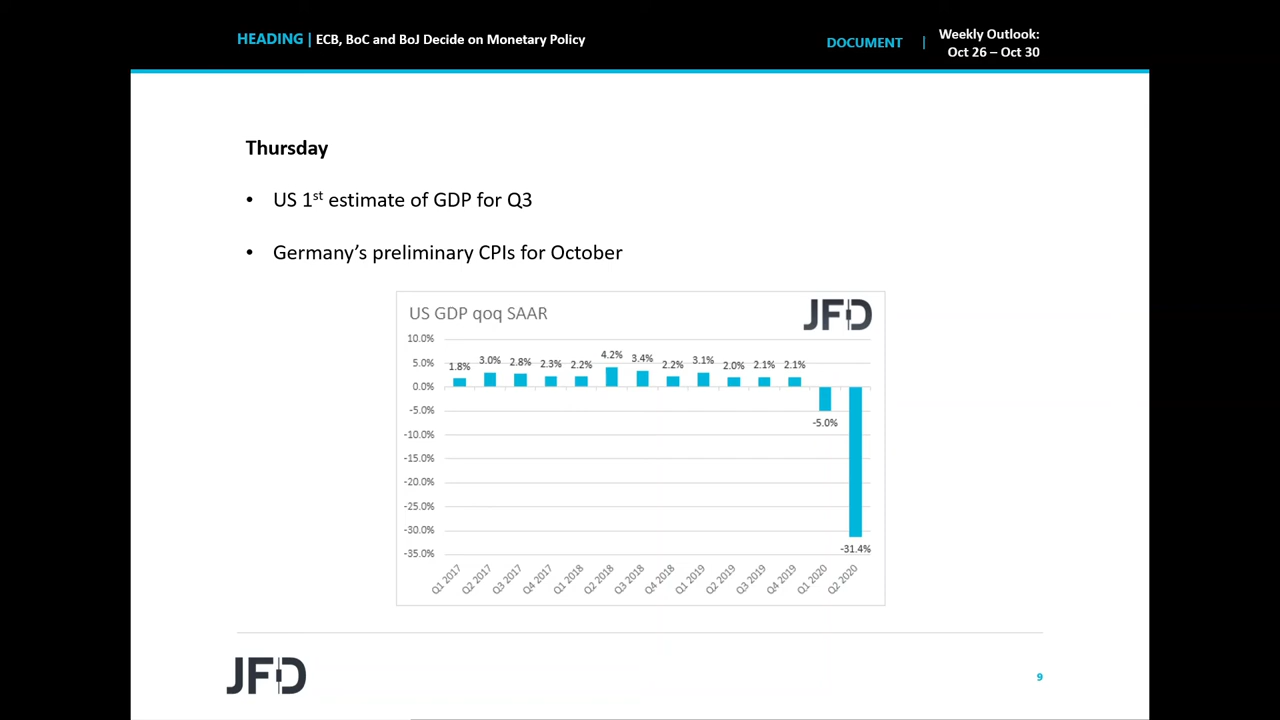 HEADING | ECB, BoC and BoJ Decide on Monetary Policy
DOCUMENT | Weekly Outlook:
Oct 26 – Oct 30
Thursday
• US 1st estimate of GDP for Q3
• Germany's preliminary CPIs for October
US GDP qoq SAAR
JFD
10.0%
5.0%
0.0%
-5.0%
-10.0%
-15.0%
-20.0%
-25.0%
-30.0%
-35.0%
1.8% 3.0% 2.8% 2.3% 2.2% 4.2% 3.4% 2.2% 3.1% 2.0% 2.1% 2.1%
-5.0%
-31.4%
Q1 2017 Q2 2017 Q3 2017 Q4 2017 Q1 2018 Q2 2018 Q3 2018 Q4 2018 Q1 2019 Q2 2019 Q3 2019 Q4 2019 Q1 2020 Q2 2020
JFD
9